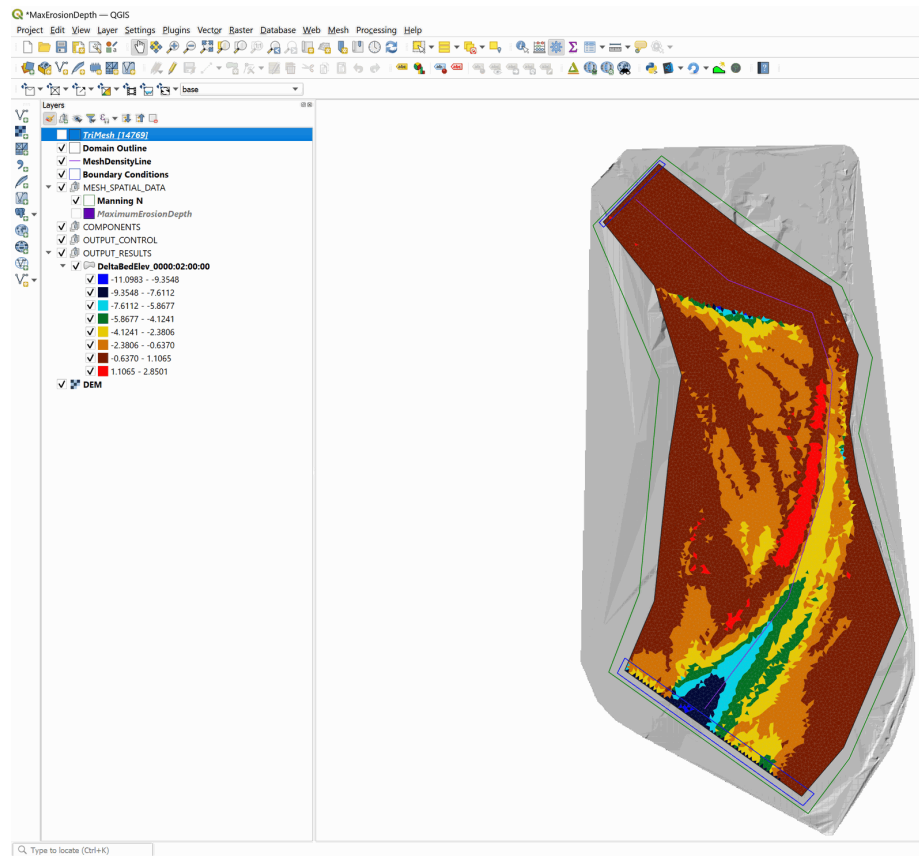 *MaxErosionDepth — QGIS
Project Edit View Layer Settings Plugins Vector Raster Database Web Mesh Processing Help
base
Layers
TriMesh [14769]
Domain Outline
MeshDensityLine
Boundary Conditions
MESH_SPATIAL_DATA
Manning N
MaximumErosionDepth
COMPONENTS
OUTPUT_CONTROL
OUTPUT_RESULTS
DeltaBedElev_0000:02:00:00
-11.0983 - -9.3548
-9.3548 - -7.6112
-7.6112 - -5.8677
-5.8677 - -4.1241
-4.1241 - -2.3806
-2.3806 - -0.6370
-0.6370 - 1.1065
1.1065 - 2.8501
DEM
Type to locate (Ctrl+K)